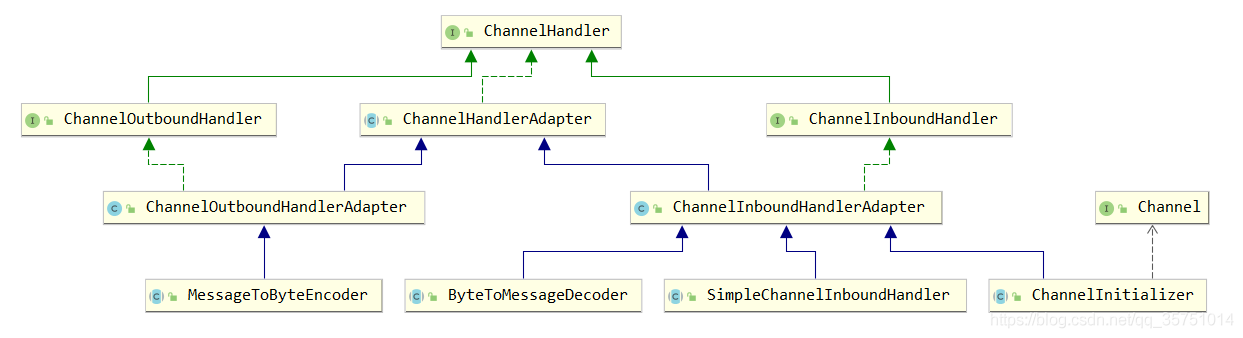 ChannelHandler
ChannelOutboundHandler
ChannelHandlerAdapter
ChannelInboundHandler
ChannelOutboundHandlerAdapter
ChannelInboundHandlerAdapter
Channel
MessageToByteEncoder
ByteToMessageDecoder
SimpleChannelInboundHandler
ChannelInitializer
https://blog.csdn.net/qq_35751014